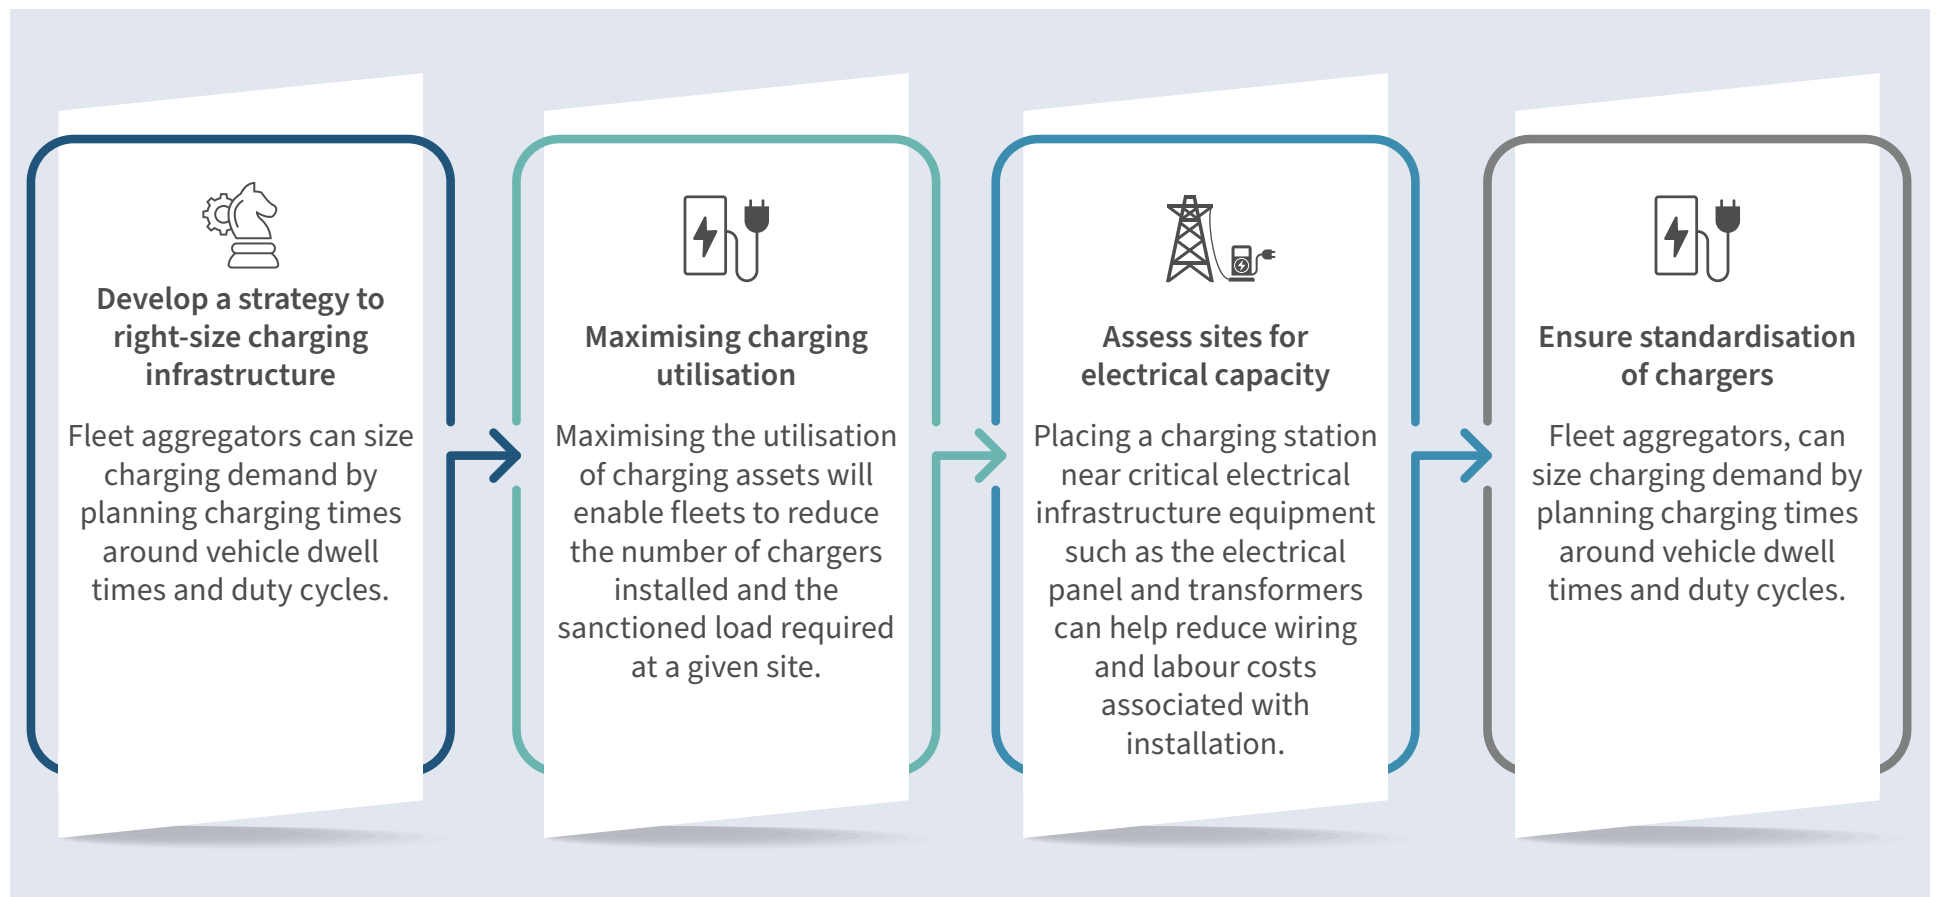 Develop a strategy to
right-size charging
infrastructure
Fleet aggregators can size
charging demand by
planning charging times
around vehicle dwell
times and duty cycles.
Maximising charging
utilisation
Maximising the utilisation
of charging assets will
enable fleets to reduce
the number of chargers
installed and the
sanctioned load required
at a given site.
Assess sites for
electrical capacity
Placing a charging station
near critical electrical
infrastructure equipment
such as the electrical
panel and transformers
can help reduce wiring
and labour costs
associated with
installation.
Ensure standardisation
of chargers
Fleet aggregators, can
size charging demand by
planning charging times
around vehicle dwell
times and duty cycles.